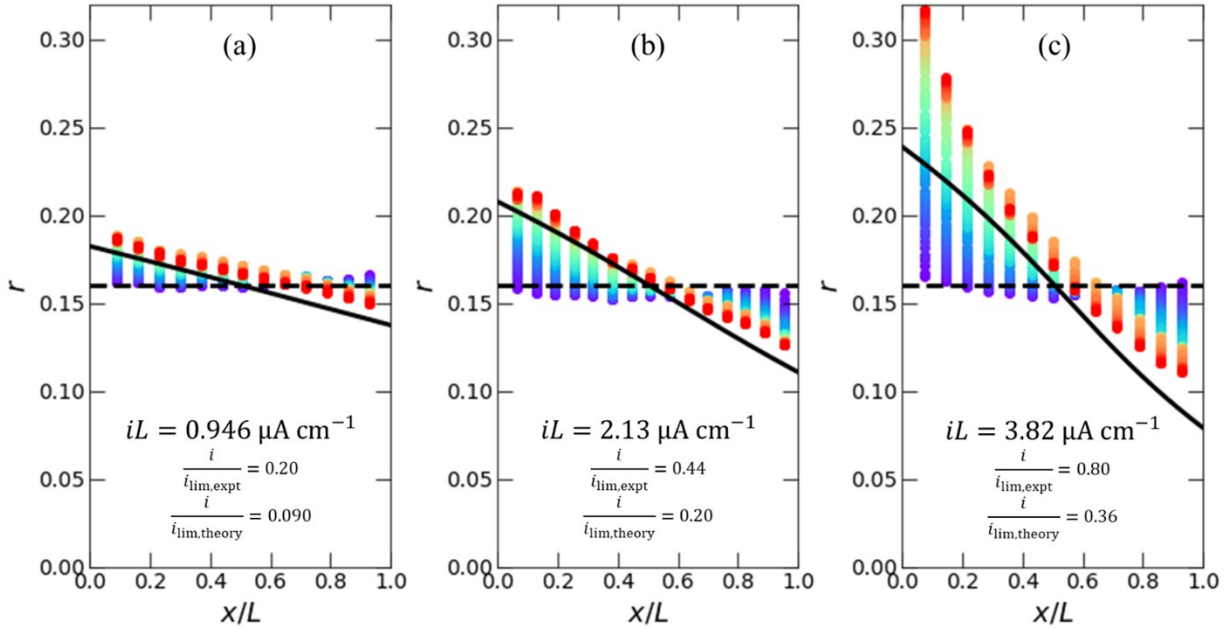 (a)
0.30
0.25
0.20
r
0.15
0.10
0.05
0.00
iL = 0.946 μA cm⁻¹
i/i_lim,expt = 0.20
i/i_lim,theory = 0.090
0.0 0.2 0.4 0.6 0.8 1.0
x/L
(b)
0.30
0.25
0.20
r
0.15
0.10
0.05
0.00
iL = 2.13 μA cm⁻¹
i/i_lim,expt = 0.44
i/i_lim,theory = 0.20
0.0 0.2 0.4 0.6 0.8 1.0
x/L
(c)
0.30
0.25
0.20
r
0.15
0.10
0.05
0.00
iL = 3.82 μA cm⁻¹
i/i_lim,expt = 0.80
i/i_lim,theory = 0.36
0.0 0.2 0.4 0.6 0.8 1.0
x/L